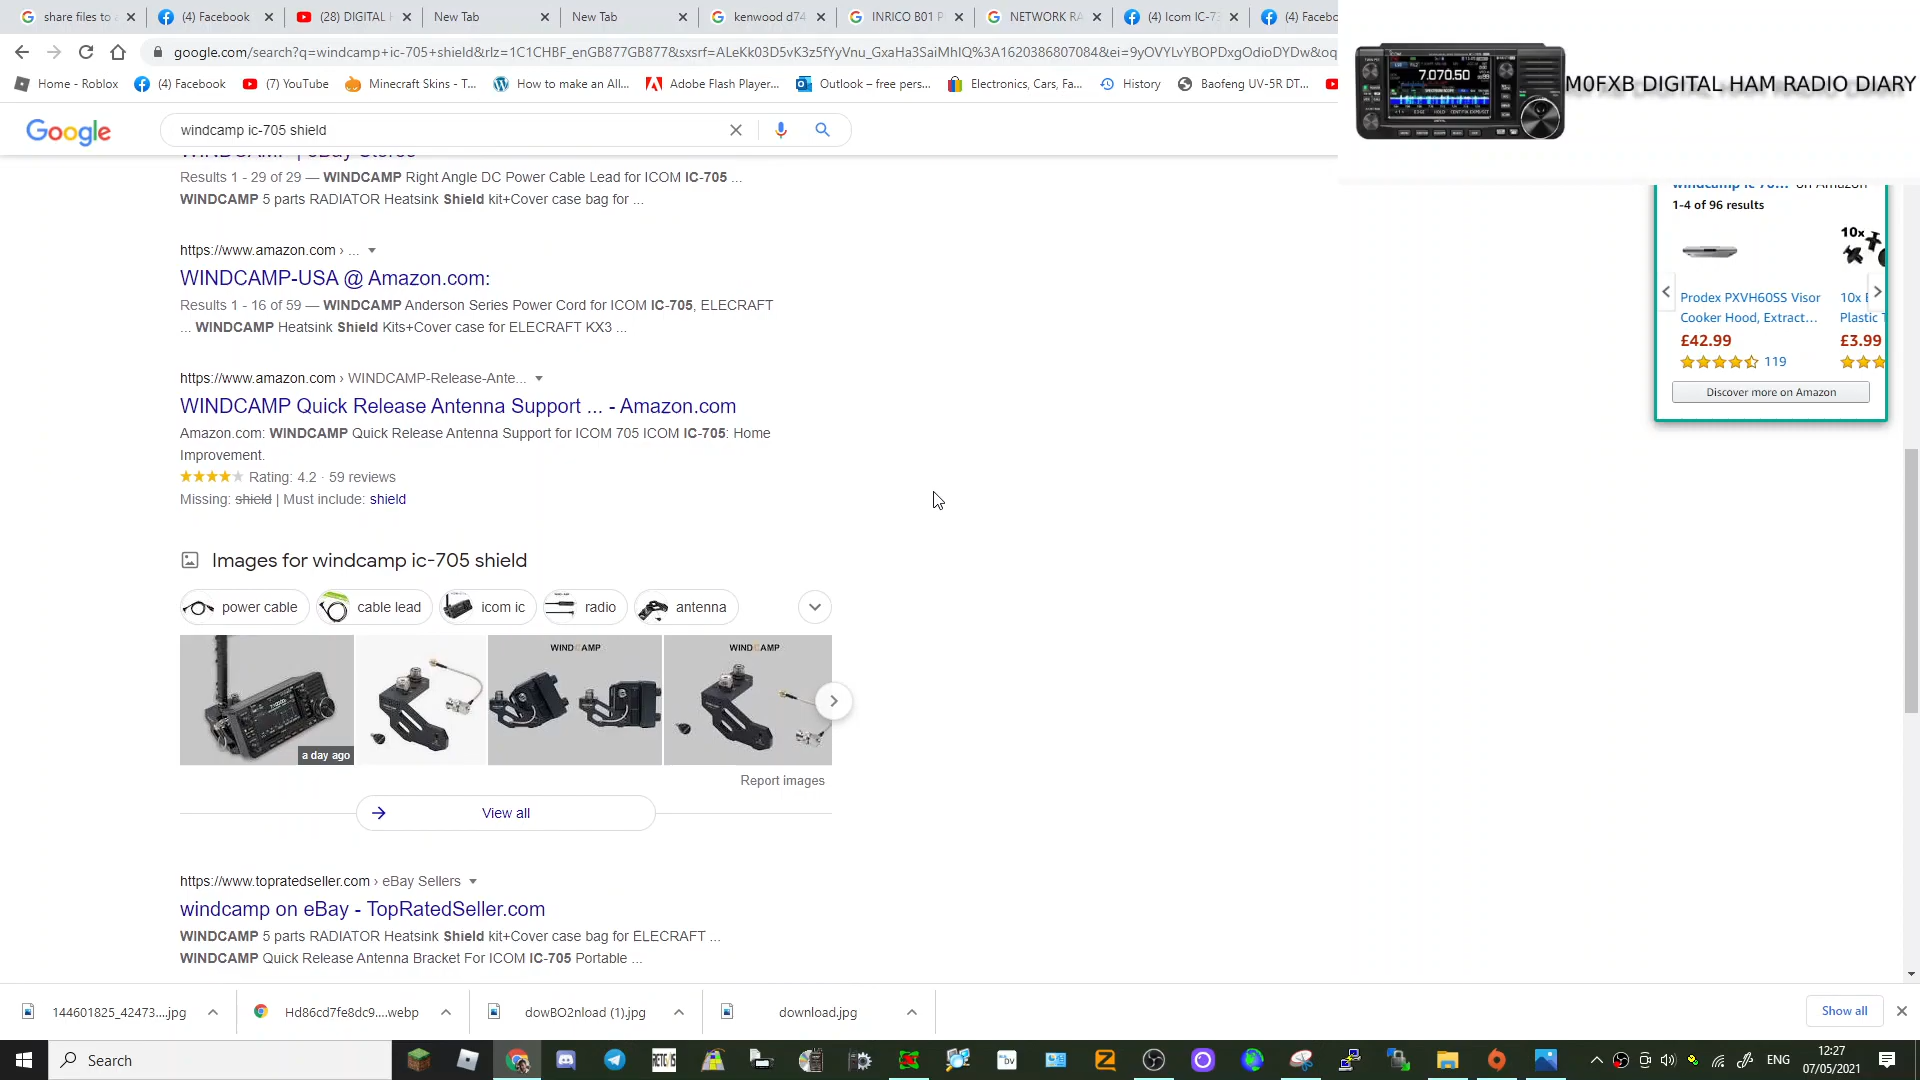 share files to
(4) Facebook
(28) DIGITAL
New Tab
New Tab
kenwood d74
INRICO B01
NETWORK RA
(4) Icom IC-7
(4) Facebo
google.com/search?q=windcamp+ic-705+shield&rlz=1C1CHBF_enGB877GB877&sxsrf=ALeKk03D5vK3z5fYyVnu_GxaHa3SaiMhIQ%3A1620386807084&ei=9yOVYLvYBOPDxgOdioDYDw&oq
Home - Roblox
(4) Facebook
(7) YouTube
Minecraft Skins - T...
How to make an All...
Adobe Flash Player...
Outlook – free pers...
Electronics, Cars, Fa...
History
Baofeng UV-5R DT...
7.070.50
M0FXB DIGITAL HAM RADIO DIARY
Google
windcamp ic-705 shield
WINDCAMP | eBay Stores
Results 1 - 29 of 29 — WINDCAMP Right Angle DC Power Cable Lead for ICOM IC-705 ...
WINDCAMP 5 parts RADIATOR Heatsink Shield kit+Cover case bag for ...
https://www.amazon.com › ...
WINDCAMP-USA @ Amazon.com:
Results 1 - 16 of 59 — WINDCAMP Anderson Series Power Cord for ICOM IC-705, ELECRAFT
... WINDCAMP Heatsink Shield Kits+Cover case for ELECRAFT KX3 ...
https://www.amazon.com › WINDCAMP-Release-Ante...
WINDCAMP Quick Release Antenna Support ... - Amazon.com
Amazon.com: WINDCAMP Quick Release Antenna Support for ICOM 705 ICOM IC-705: Home
Improvement.
Rating: 4.2 · 59 reviews
Missing: shield | Must include: shield
Images for windcamp ic-705 shield
power cable
cable lead
icom ic
radio
antenna
WINDCAMP
WINDCAMP
a day ago
Report images
View all
https://www.topratedseller.com › eBay Sellers
windcamp on eBay - TopRatedSeller.com
WINDCAMP 5 parts RADIATOR Heatsink Shield kit+Cover case bag for ELECRAFT ...
WINDCAMP Quick Release Antenna Bracket For ICOM IC-705 Portable ...
windcamp ic 70... on Amazon
1-4 of 96 results
10x
Prodex PXVH60SS Visor
Cooker Hood, Extract...
£42.99
119
10x
Plastic
£3.99
Discover more on Amazon
144601825_42473....jpg
Hd86cd7fe8dc9....webp
dowBO2nload (1).jpg
download.jpg
Show all
Search
ENG
12:27
07/05/2021